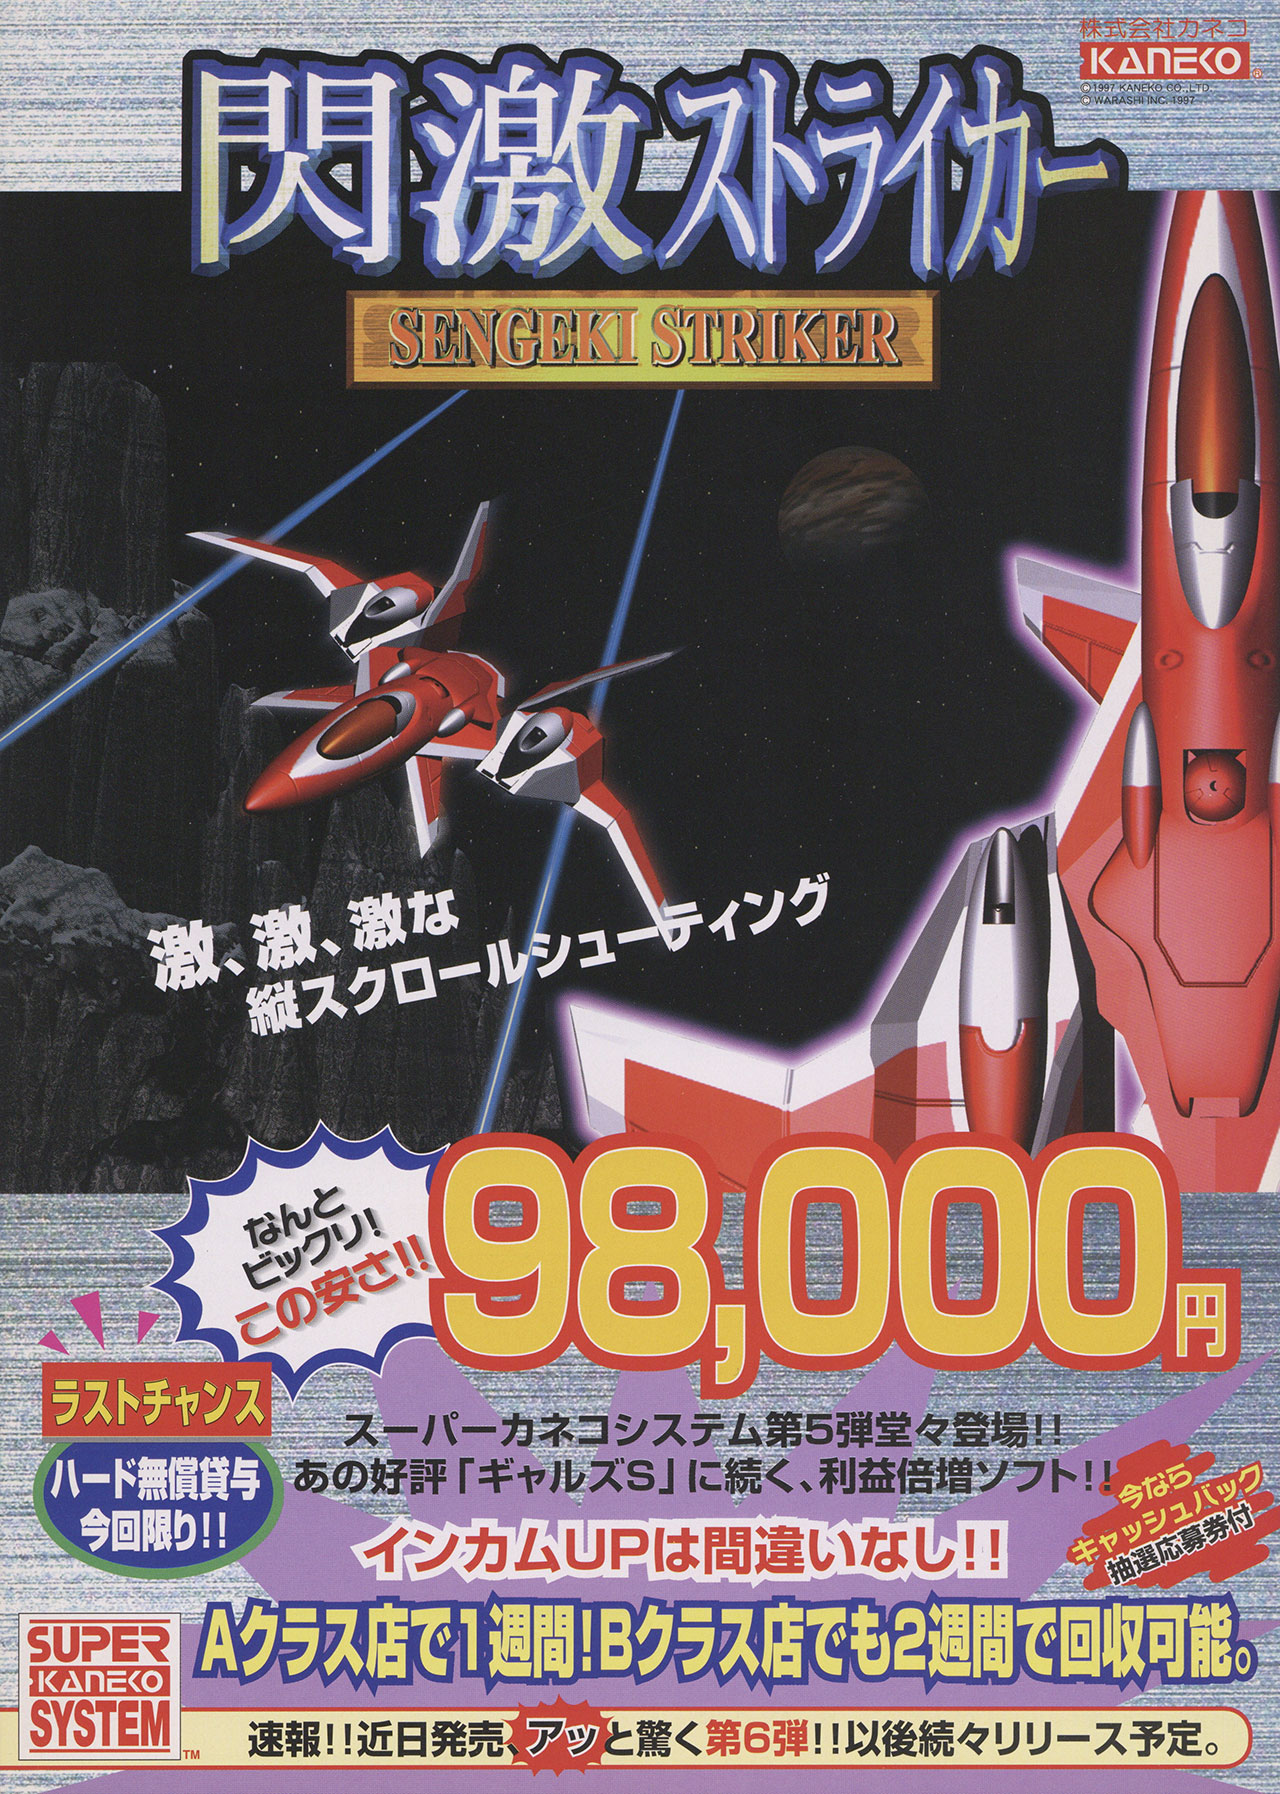 株式会社カネコ
KANEKO®
©1997 KANEKO CO.,LTD.
© WARASHI INC. 1997
閃激ストライカー
SENGEKI STRIKER
激、激、激な
縦スクロールシューティング
なんと
ビックリ!
この安さ!!
98,000円
ラストチャンス
ハード無償貸与
今回限り!!
スーパーカネコシステム第5弾堂々登場!!
あの好評「ギャルズS」に続く、利益倍増ソフト!!
今なら
キャッシュバック
抽選応募券付
インカムUPは間違いなし!!
Aクラス店で1週間!Bクラス店でも2週間で回収可能。
SUPER
KANEKO
SYSTEM™
速報!!近日発売、アッと驚く第6弾!!以後続々リリース予定。